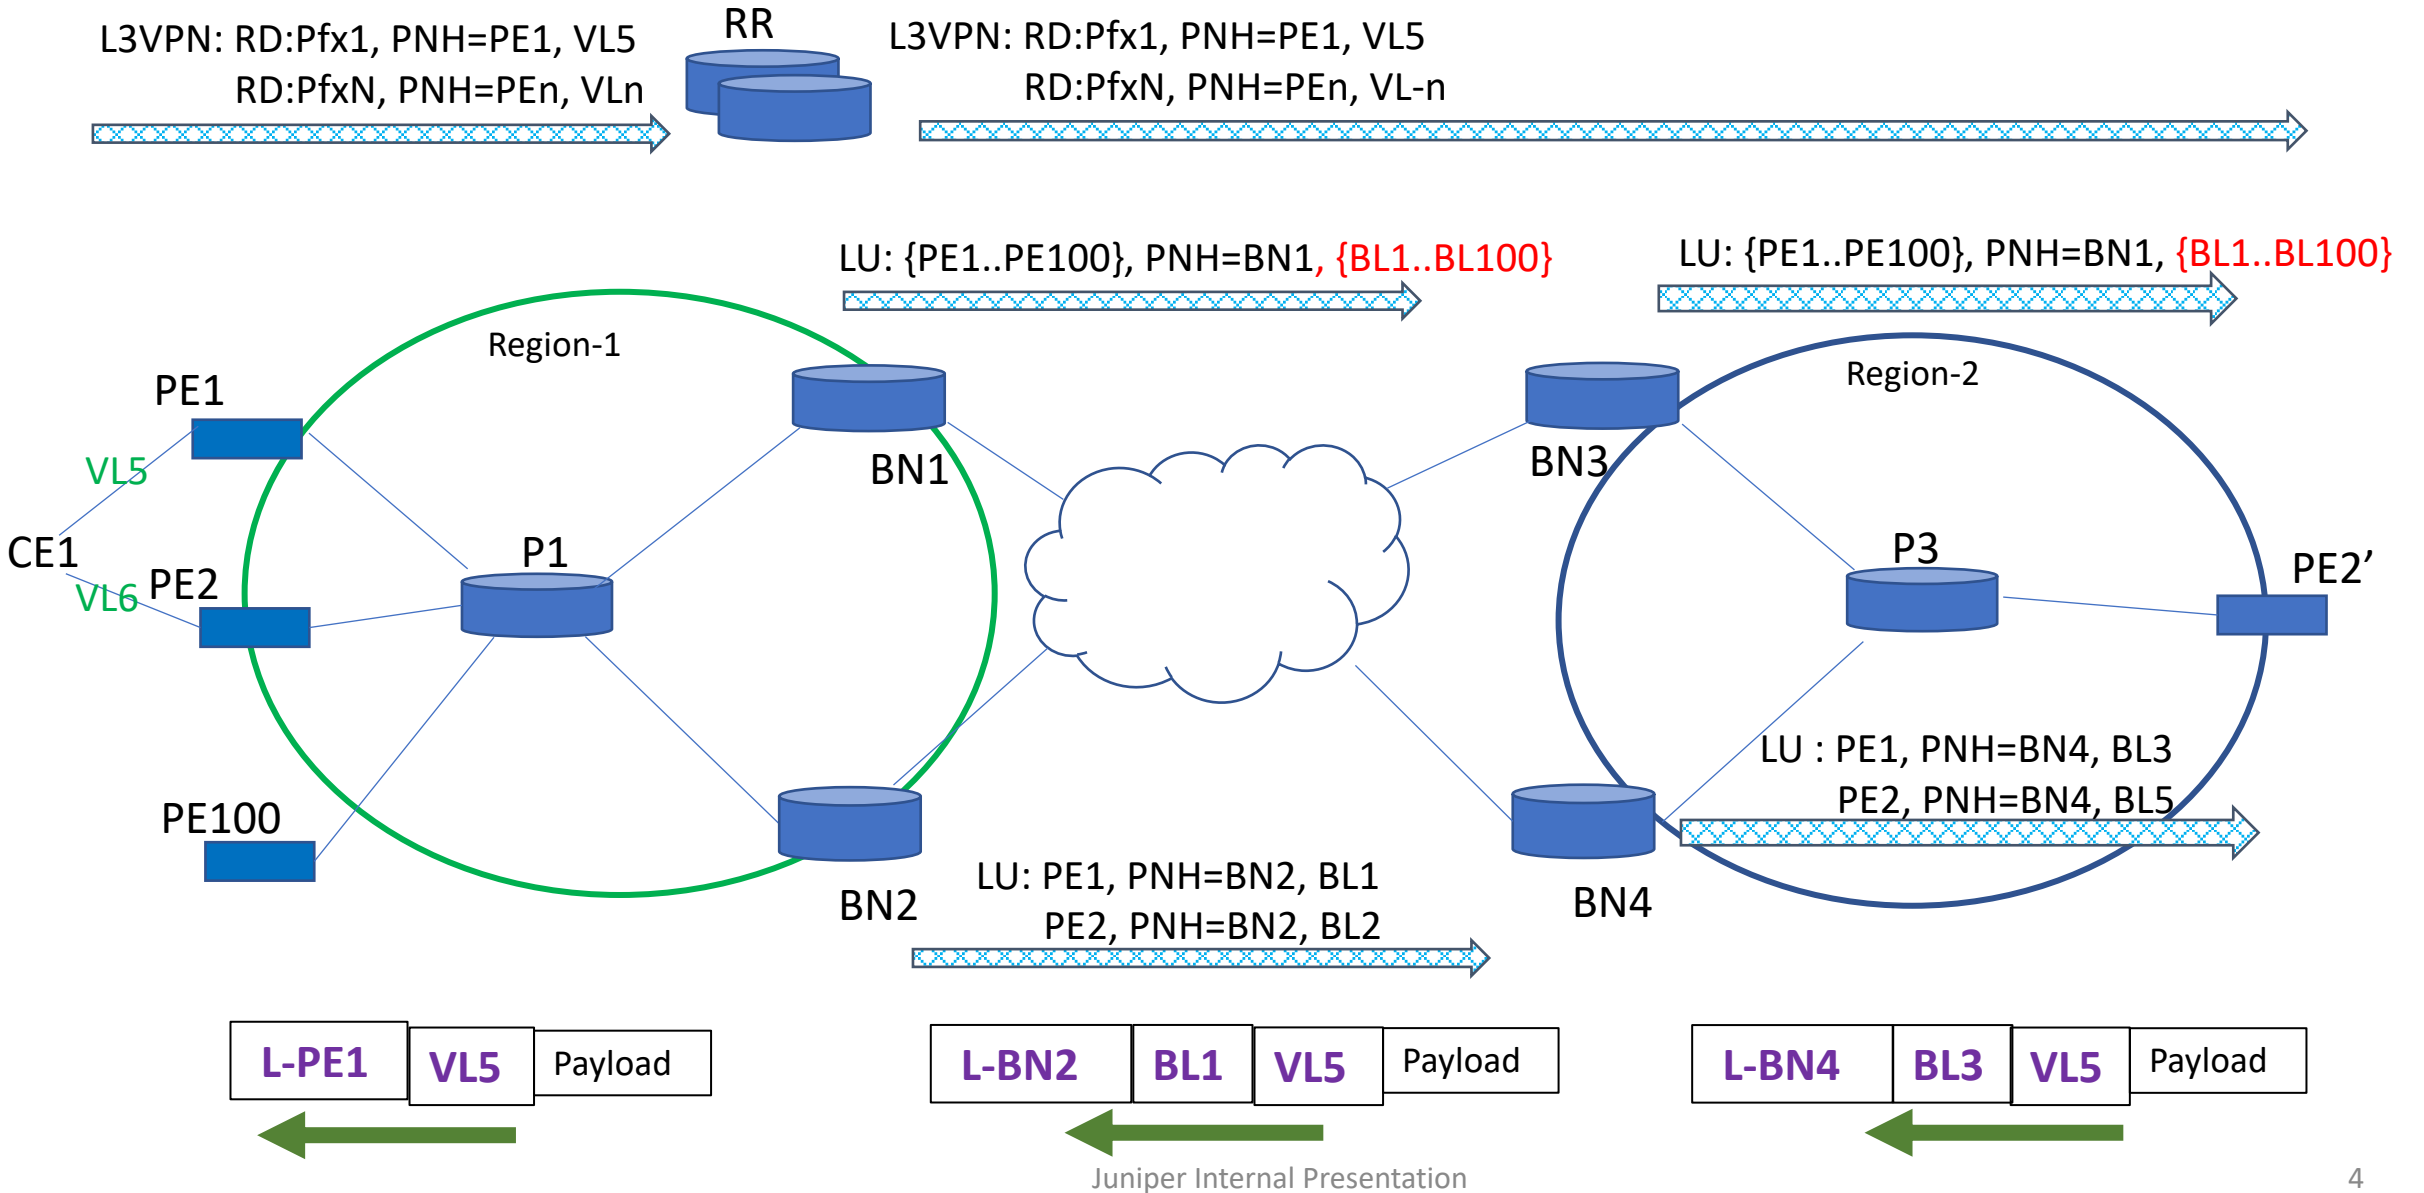 L3VPN: RD:Pfx1, PNH=PE1, VL5
RD:PfxN, PNH=PEn, VLn
RR
L3VPN: RD:Pfx1, PNH=PE1, VL5
RD:PfxN, PNH=PEn, VL-n
LU: {PE1..PE100}, PNH=BN1, {BL1..BL100}
LU: {PE1..PE100}, PNH=BN1, {BL1..BL100}
Region-1
Region-2
PE1
BN1
BN3
VL5
CE1
P1
P3
PE2'
VL6
PE2
LU : PE1, PNH=BN4, BL3
PE2, PNH=BN4, BL5
PE100
BN2
BN4
LU: PE1, PNH=BN2, BL1
PE2, PNH=BN2, BL2
L-PE1 VL5 Payload
L-BN2 BL1 VL5 Payload
L-BN4 BL3 VL5 Payload
Juniper Internal Presentation
4